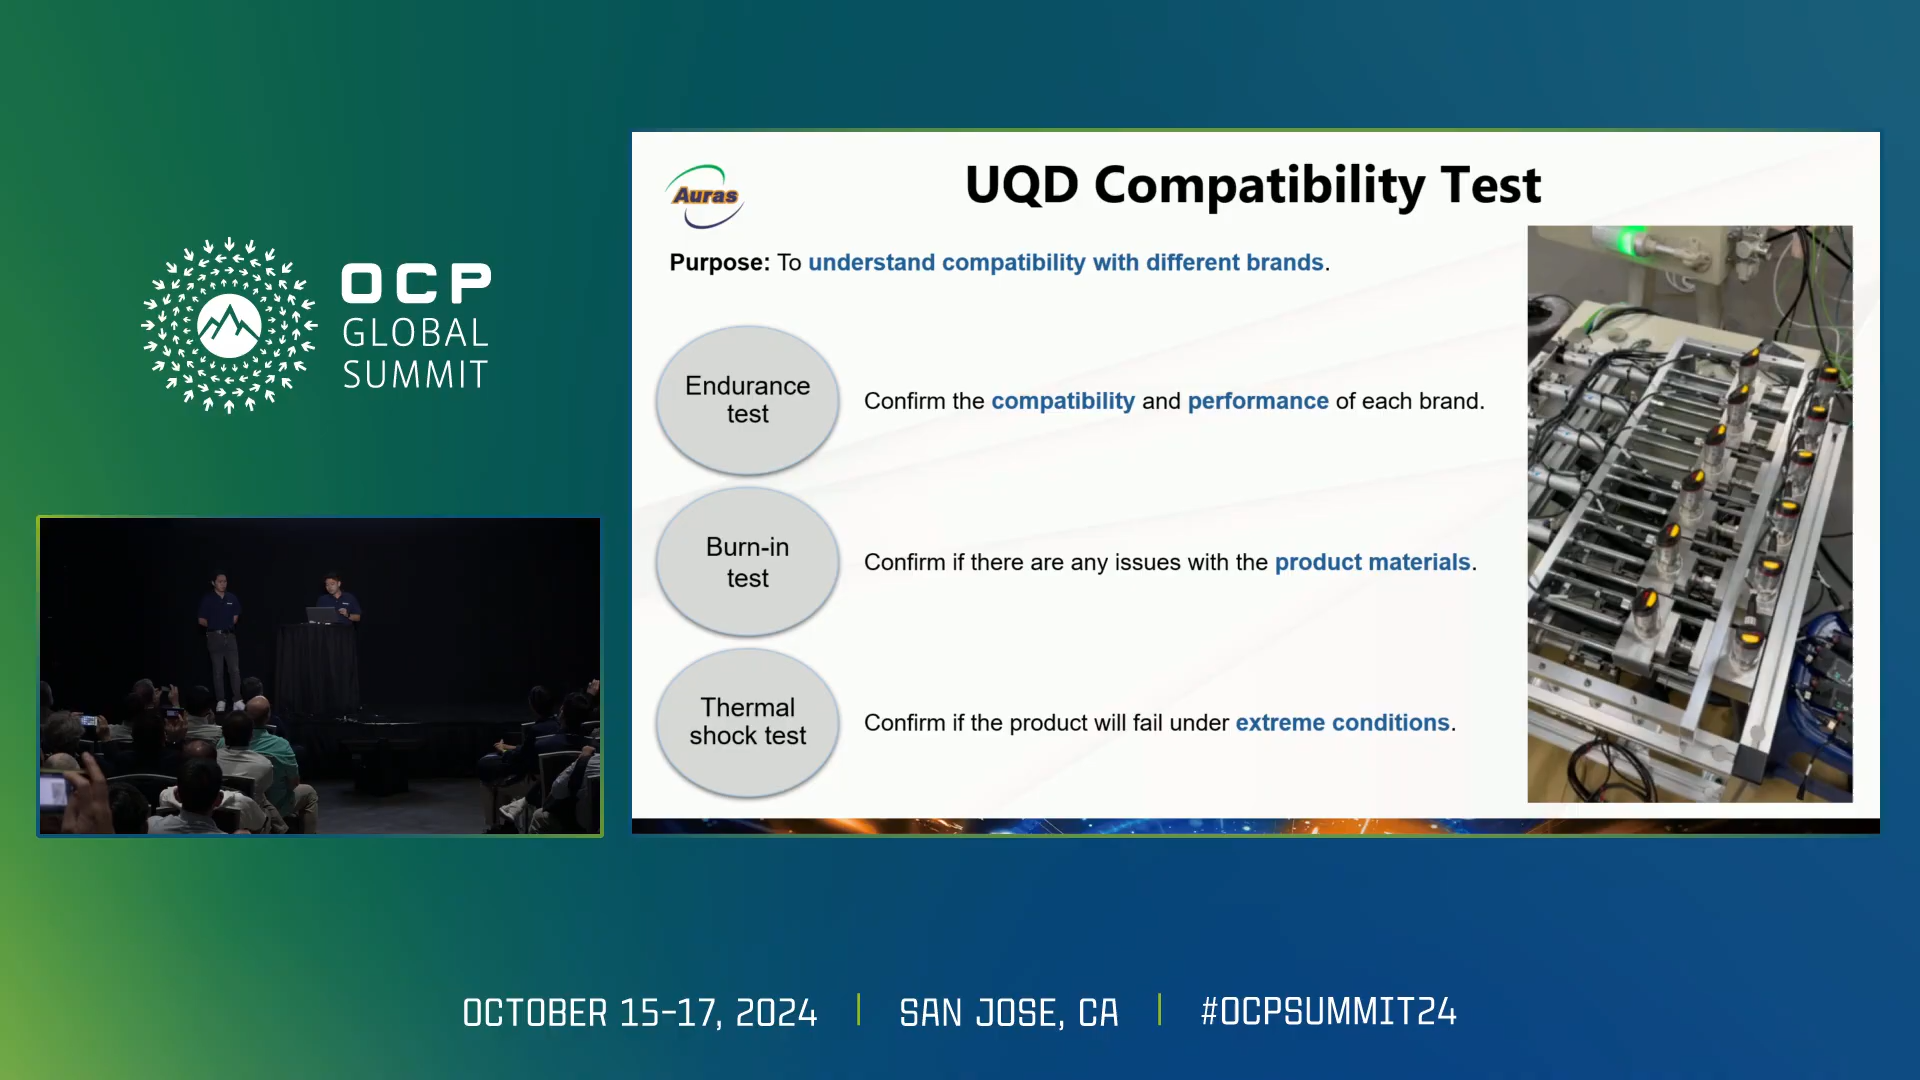 OCP
GLOBAL
SUMMIT
Auras
UQD Compatibility Test
Purpose: To understand compatibility with different brands.
Endurance
test
Confirm the compatibility and performance of each brand.
Burn-in
test
Confirm if there are any issues with the product materials.
Thermal
shock test
Confirm if the product will fail under extreme conditions.
OCTOBER 15-17, 2024 | SAN JOSE, CA | #OCPSUMMIT24